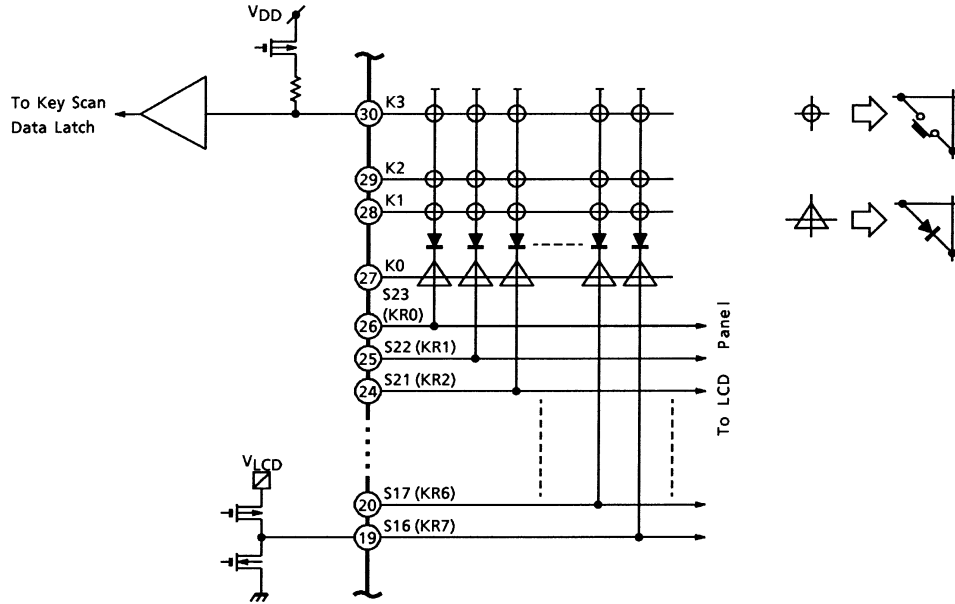 VDD
To Key Scan
Data Latch
30 K3
29 K2
28 K1
27 K0
S23
26 (KR0)
25 S22 (KR1)
24 S21 (KR2)
To LCD Panel
VLCD
20 S17 (KR6)
19 S16 (KR7)